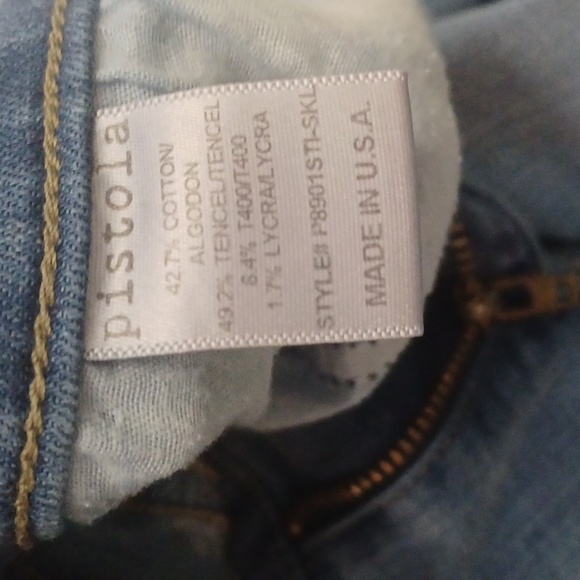 pistola
42.7% COTTON/
ALGODON
49.2% TENCEL/TENCEL
6.4% T400/T400
1.7% LYCRA/LYCRA
STYLE# P8901STI-SKL
MADE IN U.S.A.